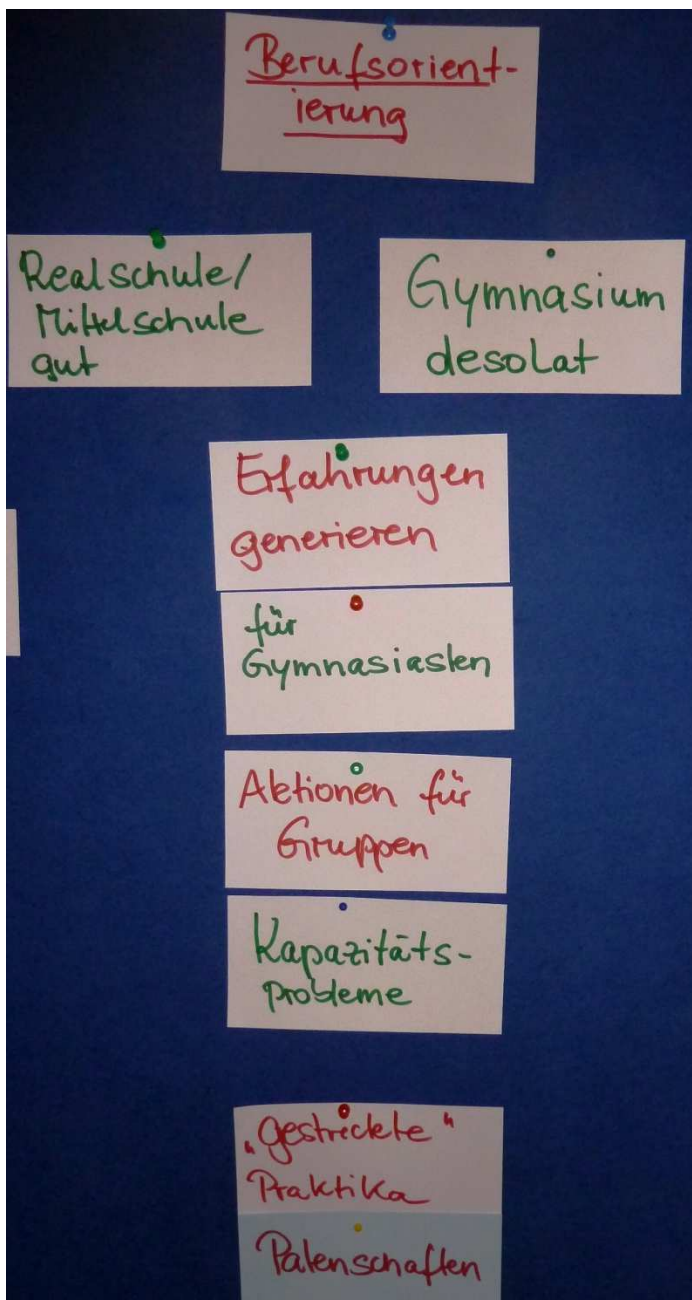 Berufsorient-
ierung
Realschule/
Mittelschule
gut
Gymnasium
desolat
Erfahrungen
generieren
für
Gymnasiasten
Aktionen für
Gruppen
Kapazitäts-
probleme
"gestrickte"
Praktika
Patenschaften